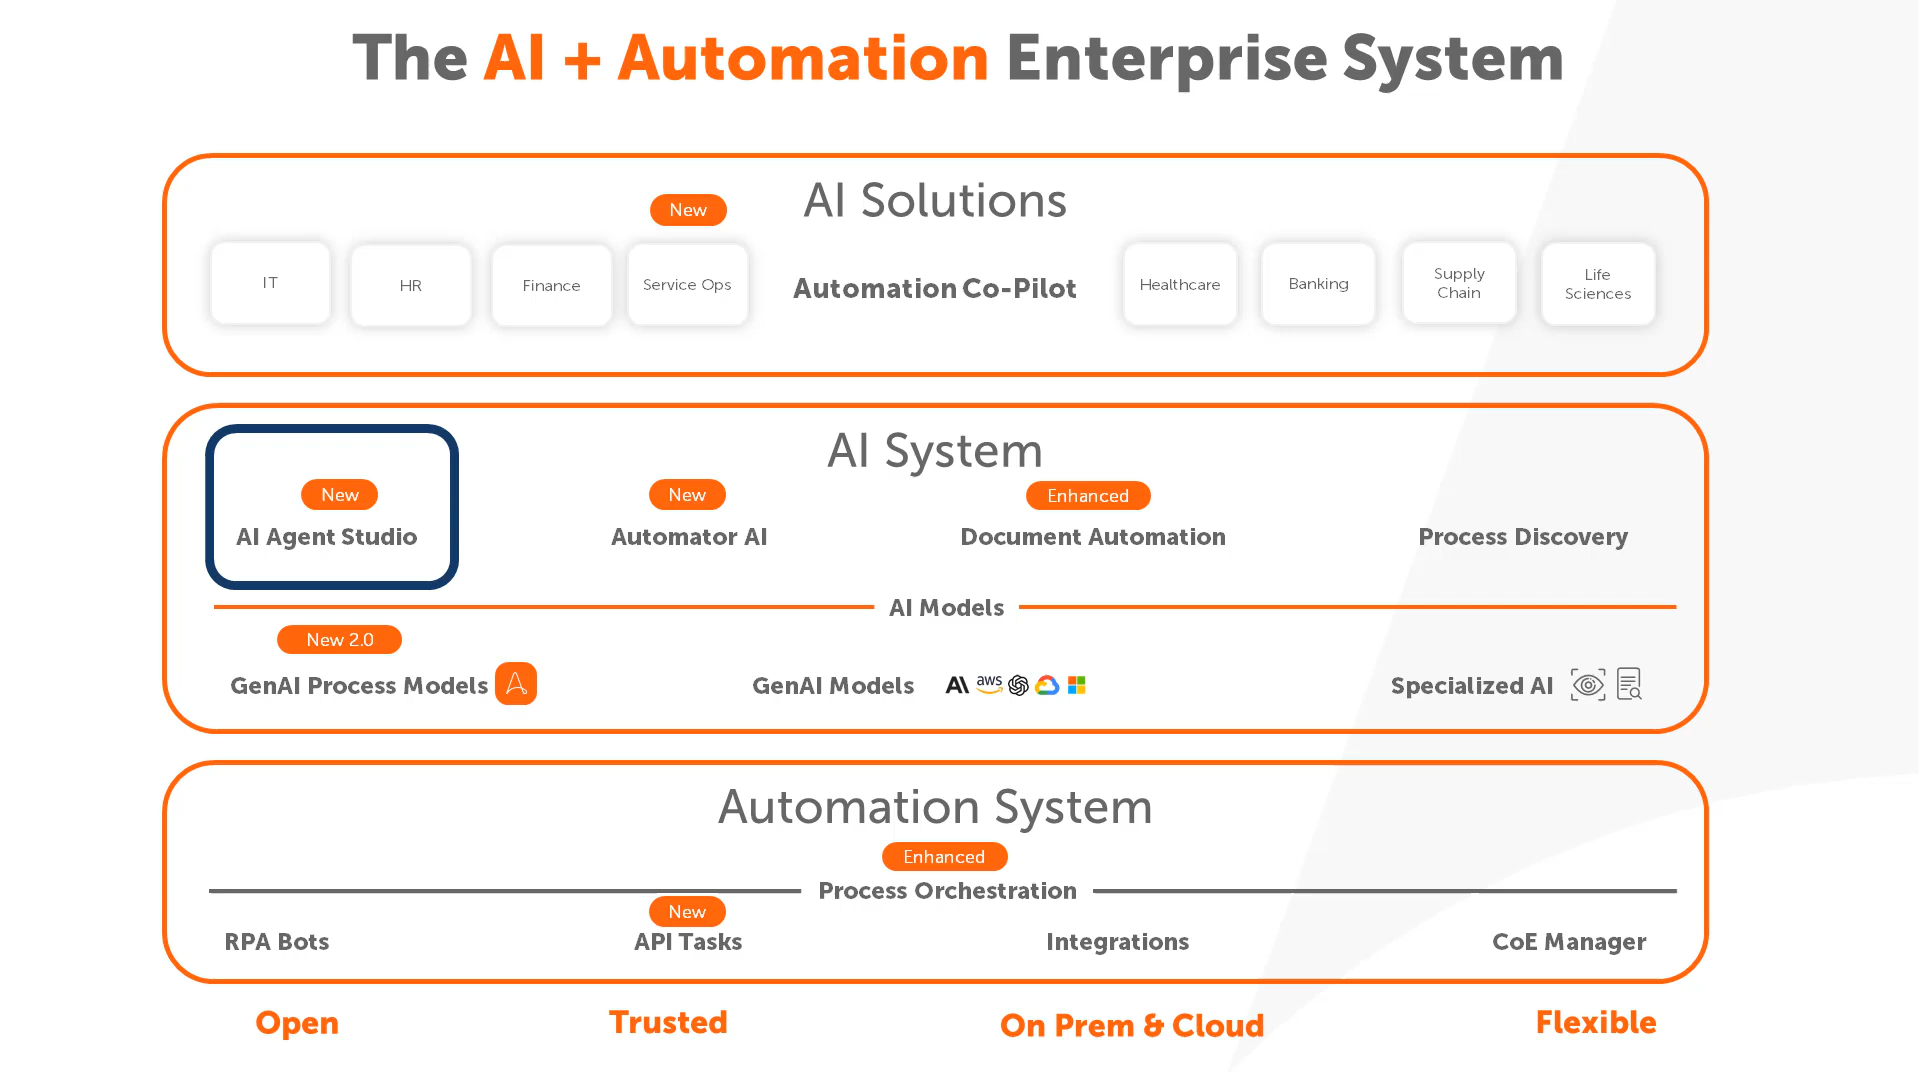 The AI + Automation Enterprise System
AI Solutions
New
IT
HR
Finance
Service Ops
Automation Co-Pilot
Healthcare
Banking
Supply
Chain
Life
Sciences
AI System
New
AI Agent Studio
New
Automator AI
Enhanced
Document Automation
Process Discovery
AI Models
New 2.0
GenAI Process Models
GenAI Models
aws
Specialized AI
Automation System
Enhanced
Process Orchestration
RPA Bots
New
API Tasks
Integrations
CoE Manager
Open
Trusted
On Prem & Cloud
Flexible